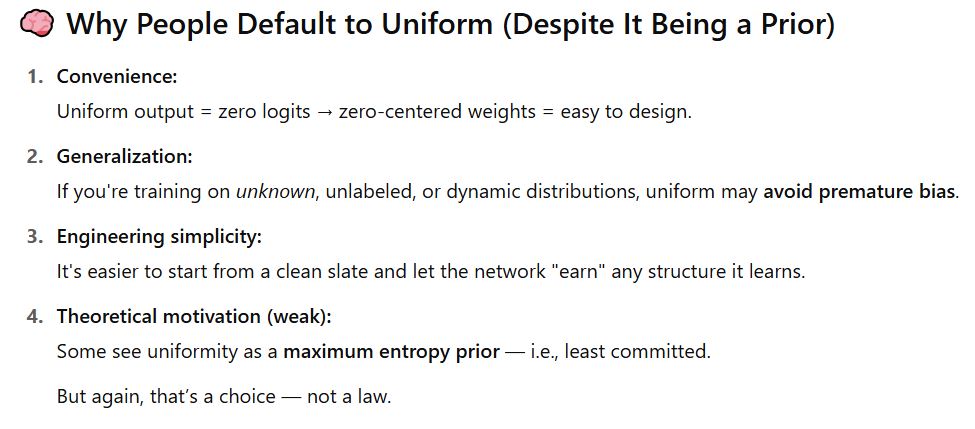 🧠 Why People Default to Uniform (Despite It Being a Prior)
1. Convenience:
Uniform output = zero logits → zero-centered weights = easy to design.
2. Generalization:
If you're training on unknown, unlabeled, or dynamic distributions, uniform may avoid premature bias.
3. Engineering simplicity:
It's easier to start from a clean slate and let the network "earn" any structure it learns.
4. Theoretical motivation (weak):
Some see uniformity as a maximum entropy prior — i.e., least committed.
But again, that’s a choice — not a law.